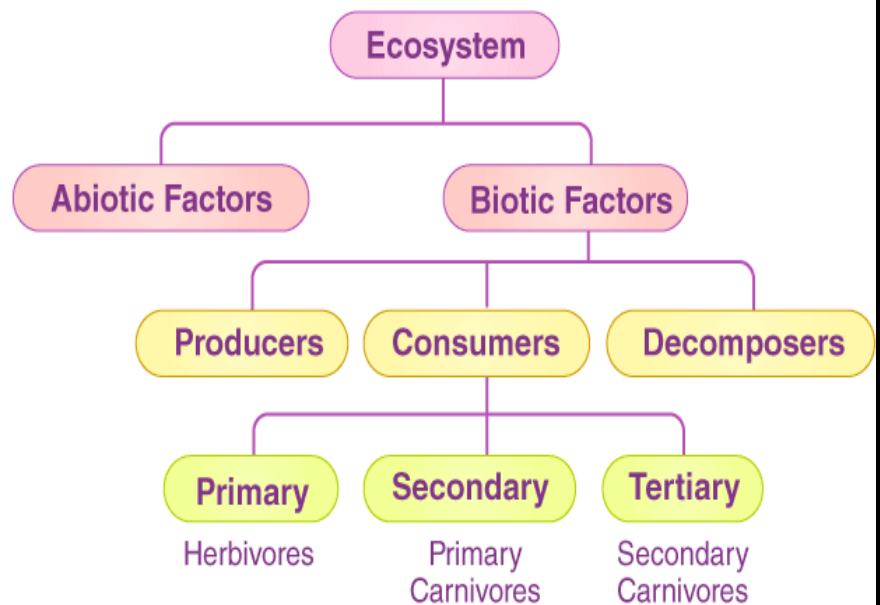 Ecosystem
Abiotic Factors
Biotic Factors
Producers
Consumers
Decomposers
Primary
Secondary
Tertiary
Herbivores
Primary
Carnivores
Secondary
Carnivores